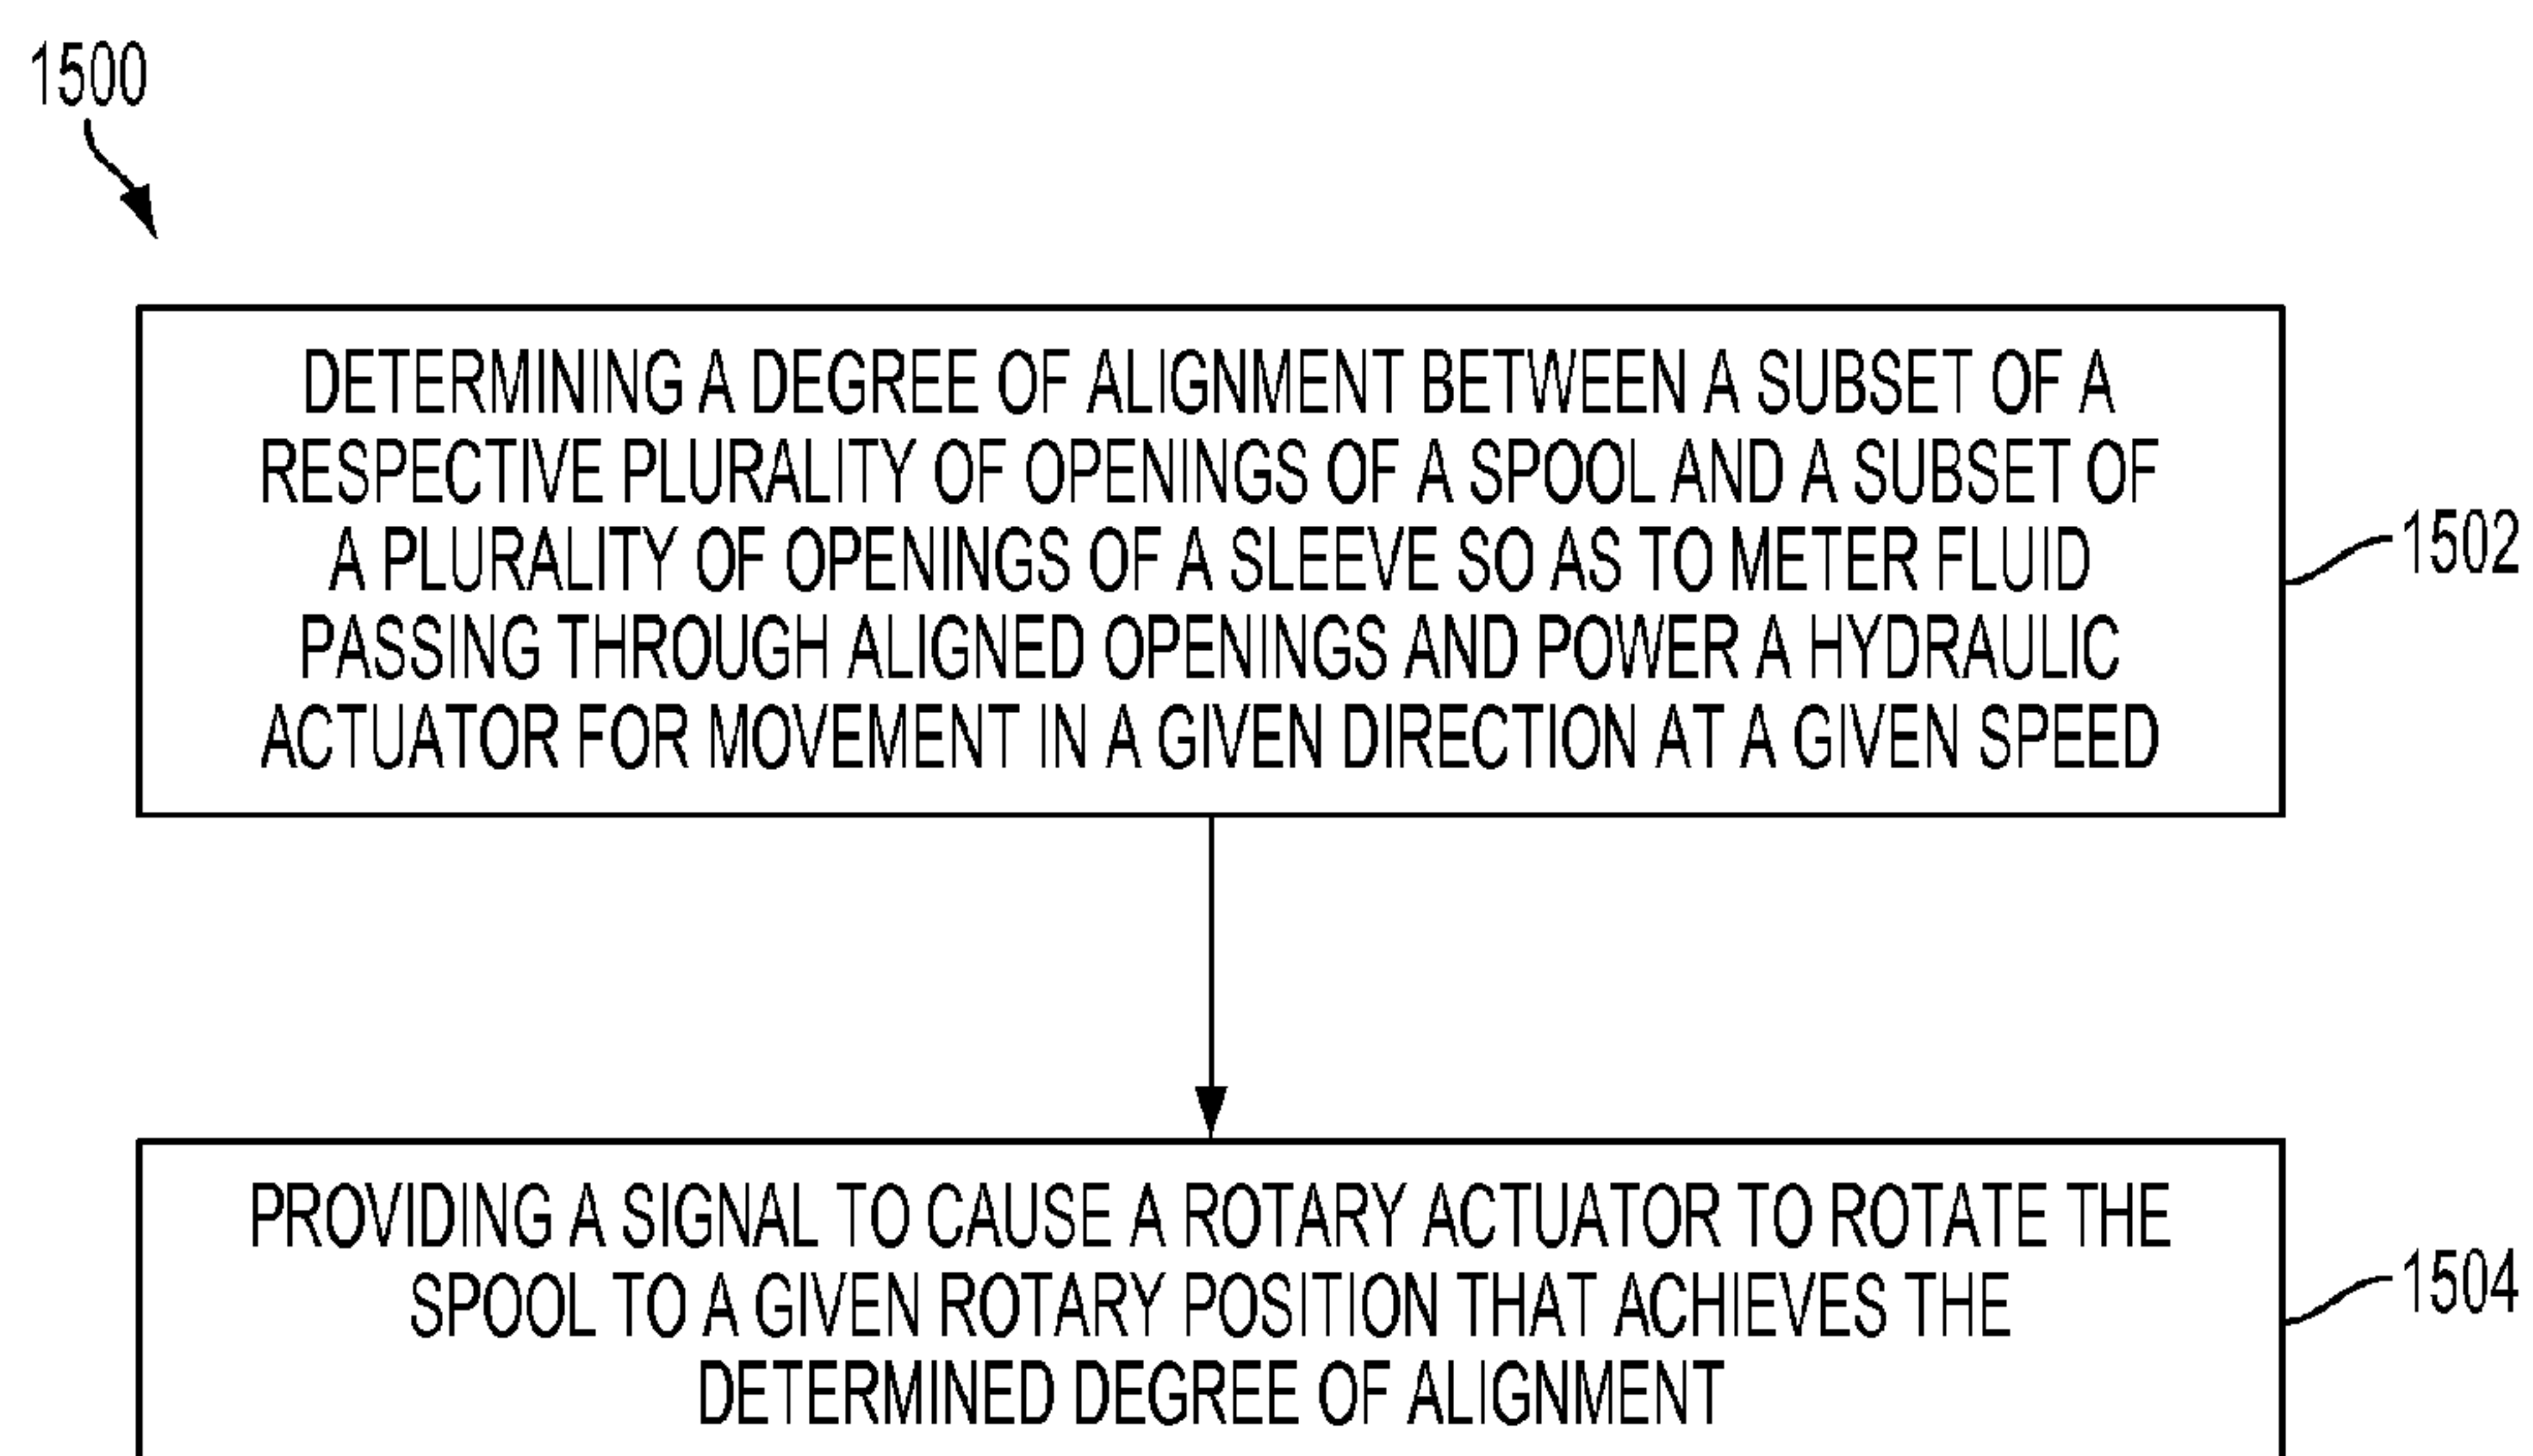 1500
DETERMINING A DEGREE OF ALIGNMENT BETWEEN A SUBSET OF A
RESPECTIVE PLURALITY OF OPENINGS OF A SPOOL AND A SUBSET OF
A PLURALITY OF OPENINGS OF A SLEEVE SO AS TO METER FLUID
PASSING THROUGH ALIGNED OPENINGS AND POWER A HYDRAULIC
ACTUATOR FOR MOVEMENT IN A GIVEN DIRECTION AT A GIVEN SPEED
1502
PROVIDING A SIGNAL TO CAUSE A ROTARY ACTUATOR TO ROTATE THE
SPOOL TO A GIVEN ROTARY POSITION THAT ACHIEVES THE
DETERMINED DEGREE OF ALIGNMENT
1504